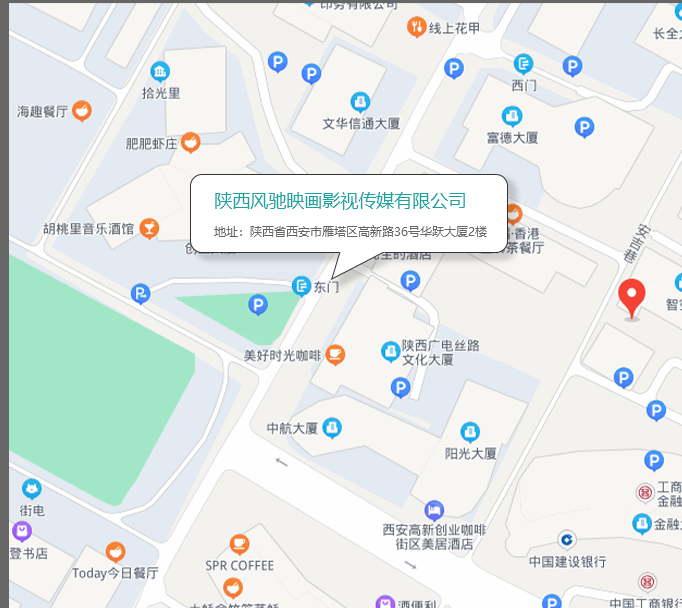 线上花甲
长全
西门
拾光里
海趣餐厅
文华信通大厦
富德大厦
肥肥虾庄
陕西风驰映画影视传媒有限公司
地址：陕西省西安市雁塔区高新路36号华跃大厦2楼
胡桃里音乐酒馆
香港
茶餐厅
安吉巷
东门
智
美好时光咖啡
陕西广电丝路
文化大厦
中航大厦
阳光大厦
工商
金融
街电
金融
西安高新创业咖啡
街区美居酒店
登书店
中国建设银行
Today今日餐厅
SPR COFFEE
中国工商银行
酒便利